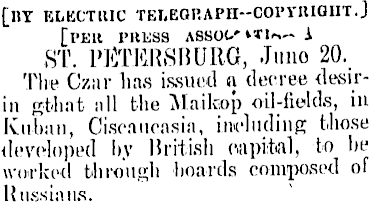 [BY ELECTRIC TELEGRAPH--COPYRIGHT.]
[PER PRESS
ST. PETERSBURG, June 20.
The Czar has issued a decree desir-
in gthat all the Maikop oil-fields, in
Kuban, Ciscaucasia, including those
developed by British capital, to be
worked through boards composed of
Russians.